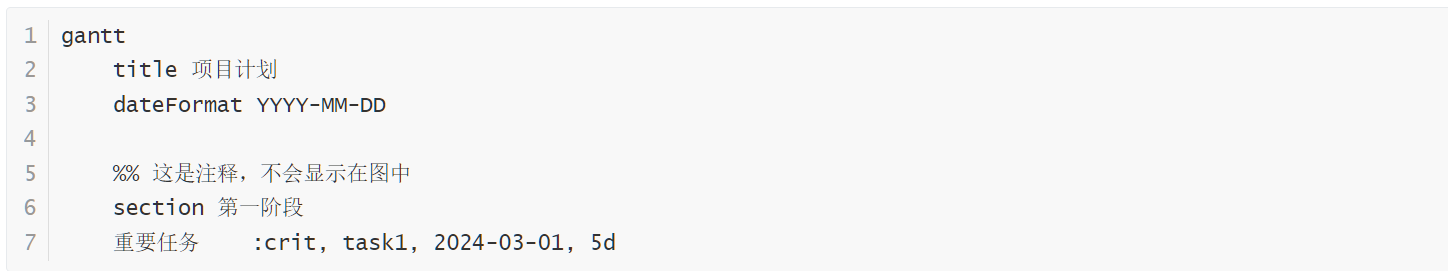 1 gantt
2     title 项目计划
3     dateFormat YYYY-MM-DD
4
5     %% 这是注释，不会显示在图中
6     section 第一阶段
7     重要任务    :crit, task1, 2024-03-01, 5d